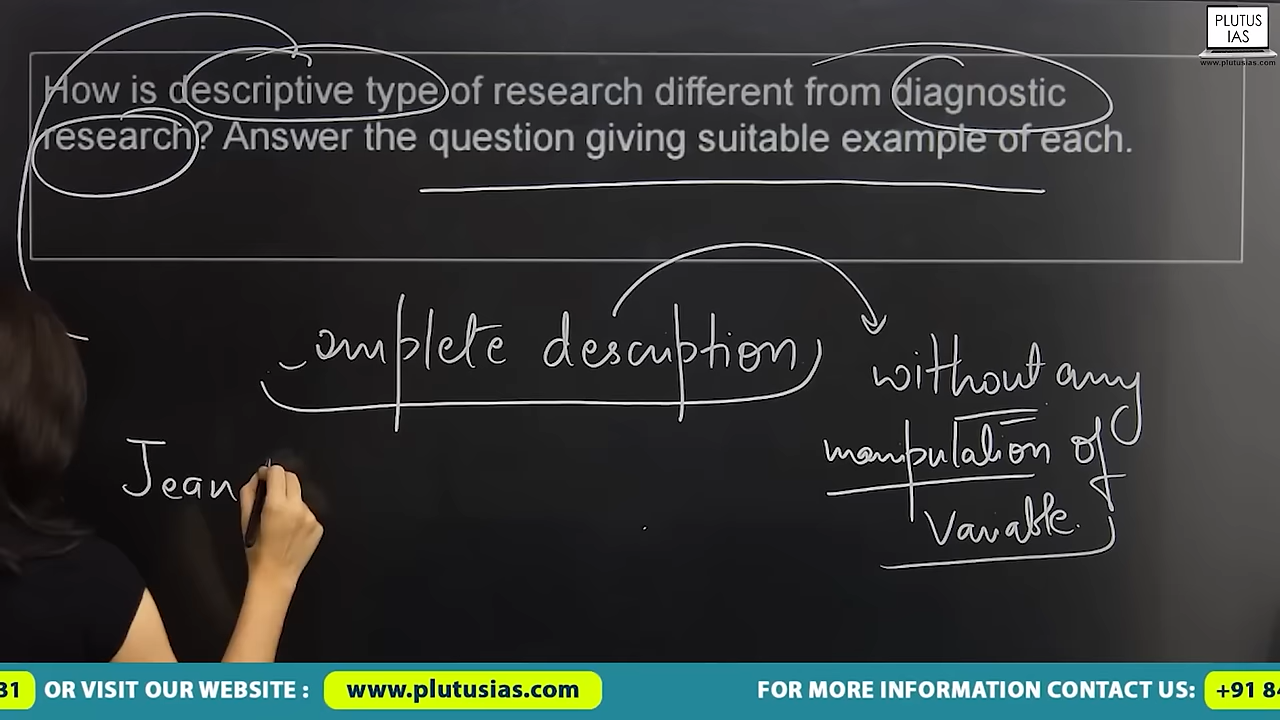 PLUTUS
IAS
www.plutusias.com
How is descriptive type of research different from diagnostic
research? Answer the question giving suitable example of each.
omplete description
without any
manipulation of
variable.
Jean
31 OR VISIT OUR WEBSITE : www.plutusias.com FOR MORE INFORMATION CONTACT US: +91 84